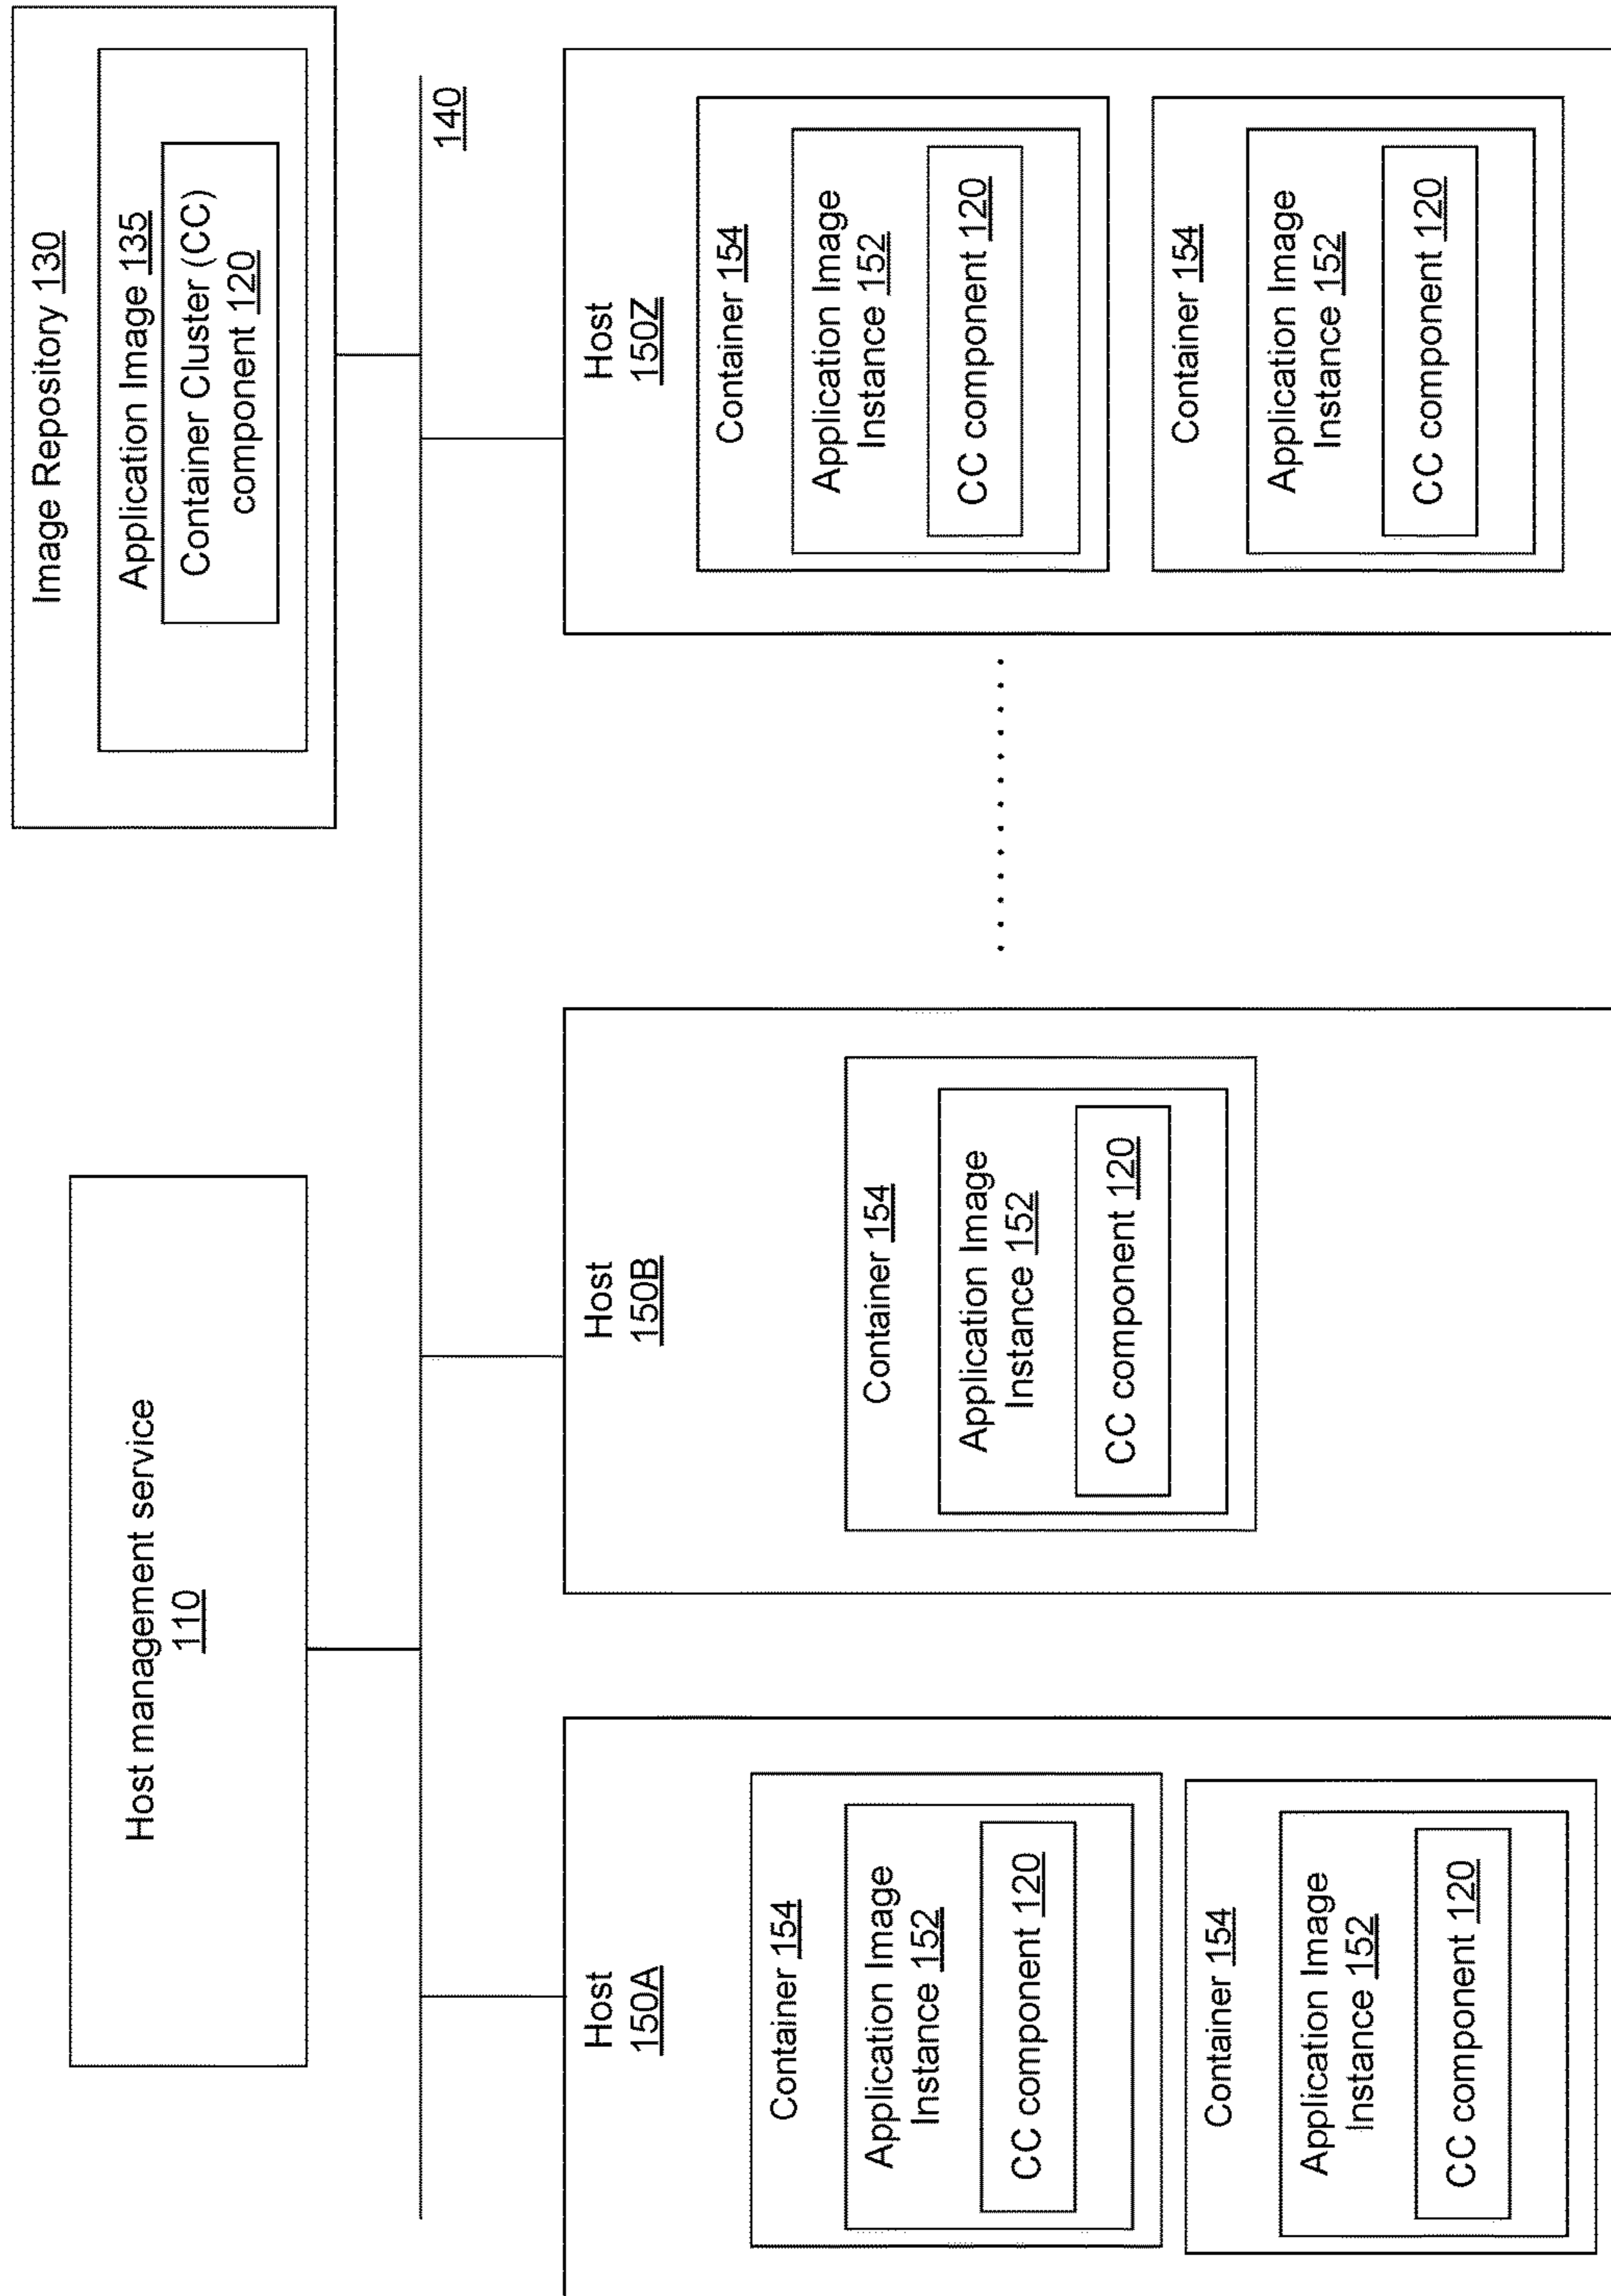 Host management service
110
Image Repository 130
Application Image 135
Container Cluster (CC)
component 120
140
Host
150A
Container 154
Application Image
Instance 152
CC component 120
Container 154
Application Image
Instance 152
CC component 120
Host
150B
Container 154
Application Image
Instance 152
CC component 120
Host
150Z
Container 154
Application Image
Instance 152
CC component 120
Container 154
Application Image
Instance 152
CC component 120